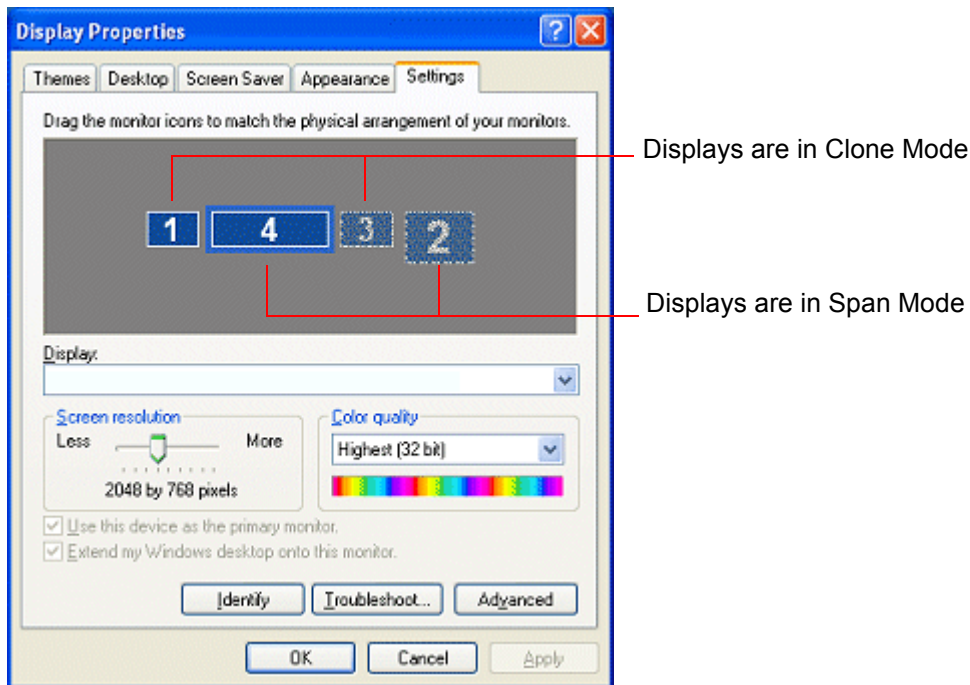 Display Properties
Themes Desktop Screen Saver Appearance Settings
Drag the monitor icons to match the physical arrangement of your monitors.
Displays are in Clone Mode
1 4 3 2
Displays are in Span Mode
Display:
Screen resolution
Less More
2048 by 768 pixels
Color quality
Highest (32 bit)
Use this device as the primary monitor.
Extend my Windows desktop onto this monitor.
Identify Troubleshoot... Advanced
OK Cancel Apply